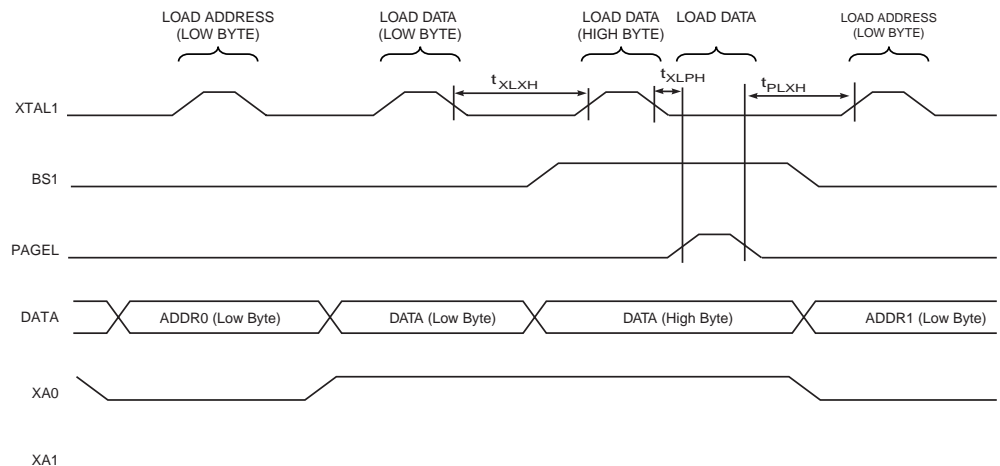 LOAD ADDRESS
(LOW BYTE)
LOAD DATA
(LOW BYTE)
LOAD DATA
(HIGH BYTE)
LOAD DATA
LOAD ADDRESS
(LOW BYTE)
tXLXH
tXLPH
tPLXH
XTAL1
BS1
PAGEL
DATA
ADDR0 (Low Byte)
DATA (Low Byte)
DATA (High Byte)
ADDR1 (Low Byte)
XA0
XA1